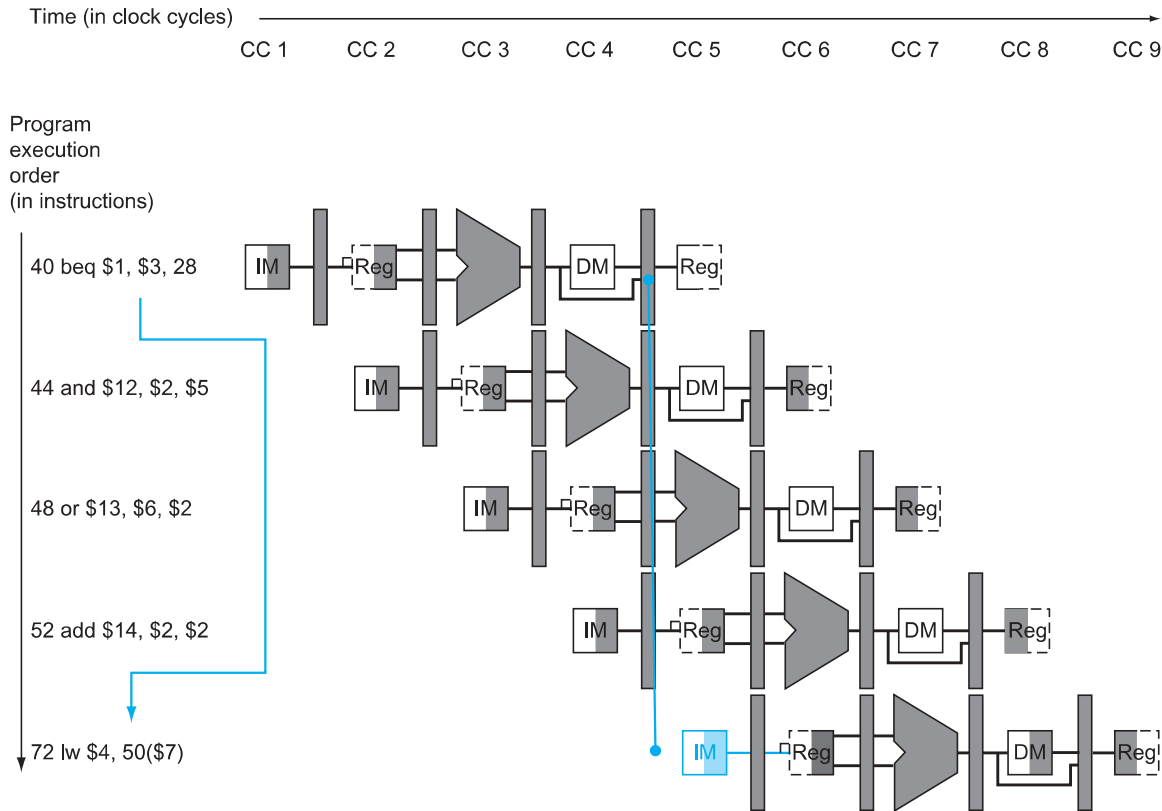 Time (in clock cycles)
CC 1 CC 2 CC 3 CC 4 CC 5 CC 6 CC 7 CC 8 CC 9
Program
execution
order
(in instructions)
40 beq $1, $3, 28 IM Reg DM Reg
44 and $12, $2, $5 IM Reg DM Reg
48 or $13, $6, $2 IM Reg DM Reg
52 add $14, $2, $2 IM Reg DM Reg
72 lw $4, 50($7) IM Reg DM Reg